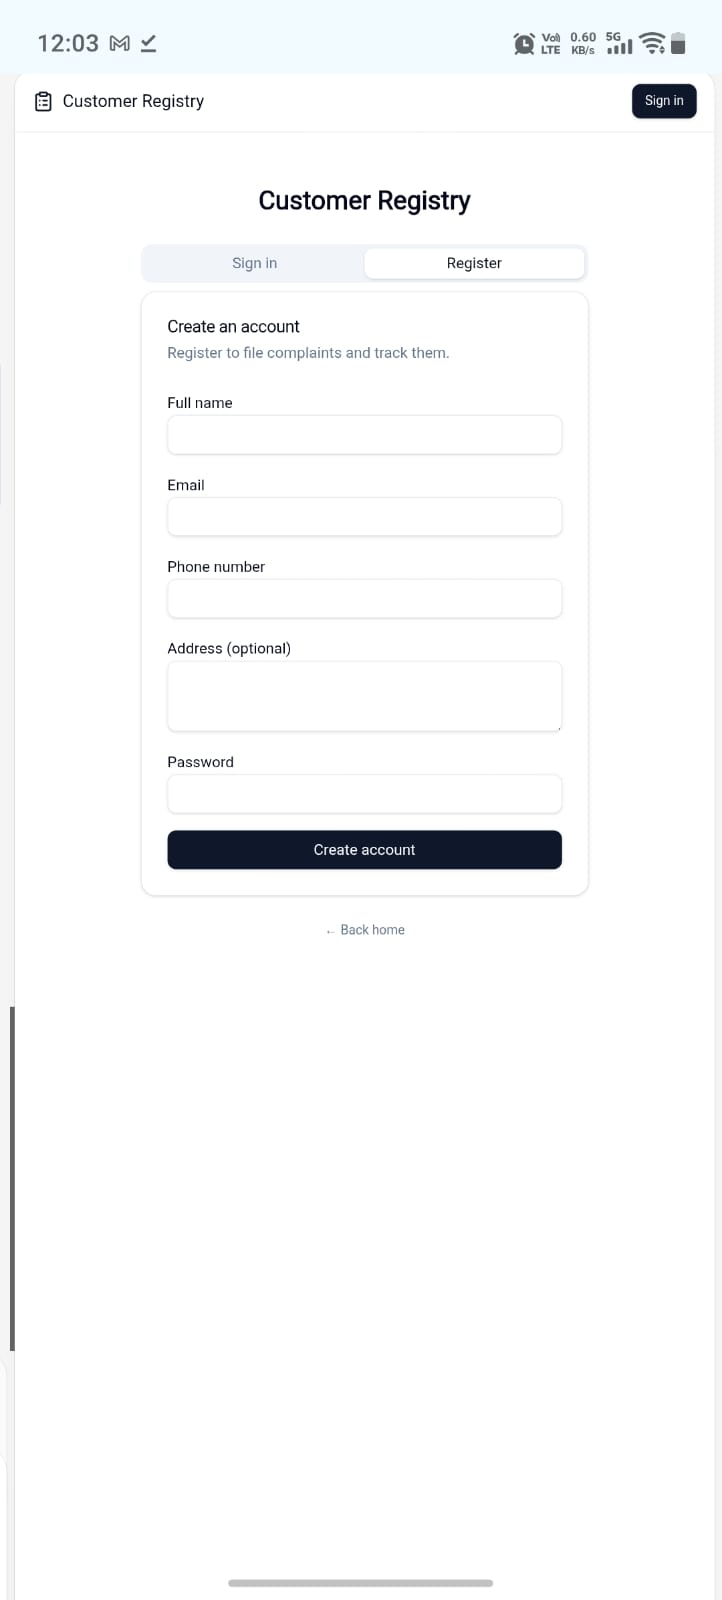 12:03 Vo) LTE 0.60 KB/s 5G
Customer Registry Sign in
Customer Registry
Sign in Register
Create an account
Register to file complaints and track them.
Full name
Email
Phone number
Address (optional)
Password
Create account
← Back home